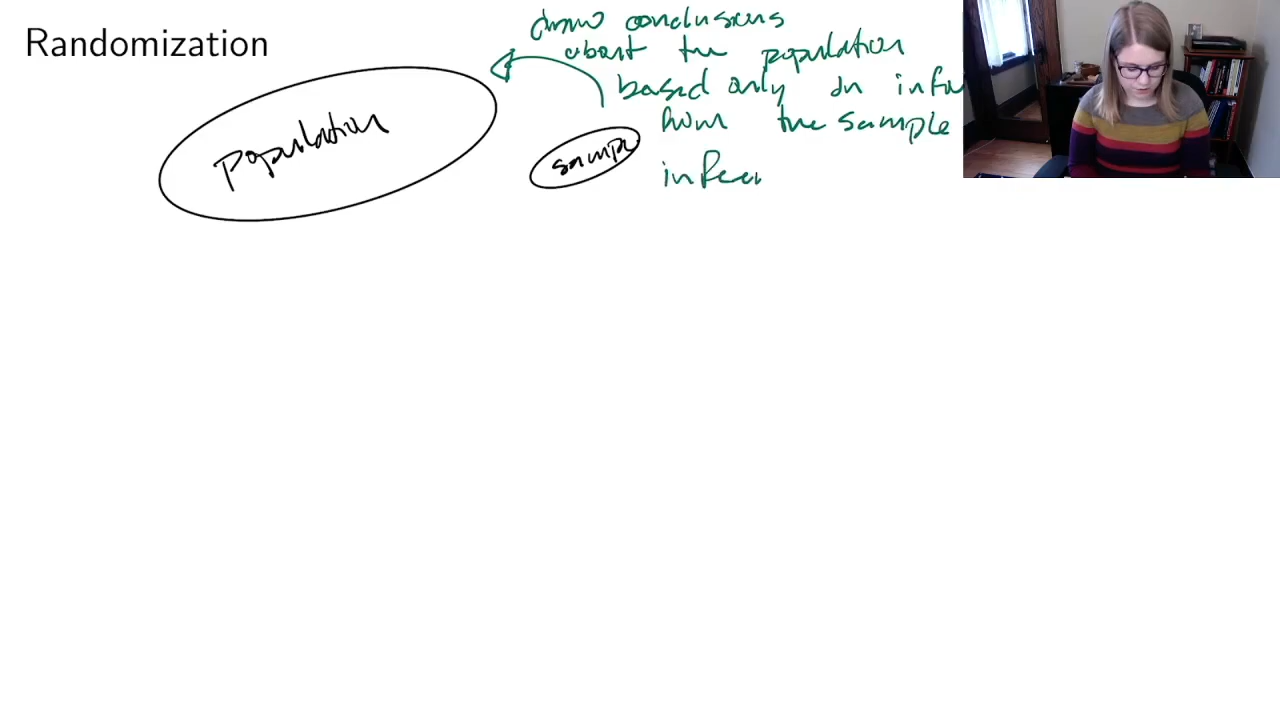 Randomization
draw conclusions
about the population
based only on info
from the sample
population
sample
infer